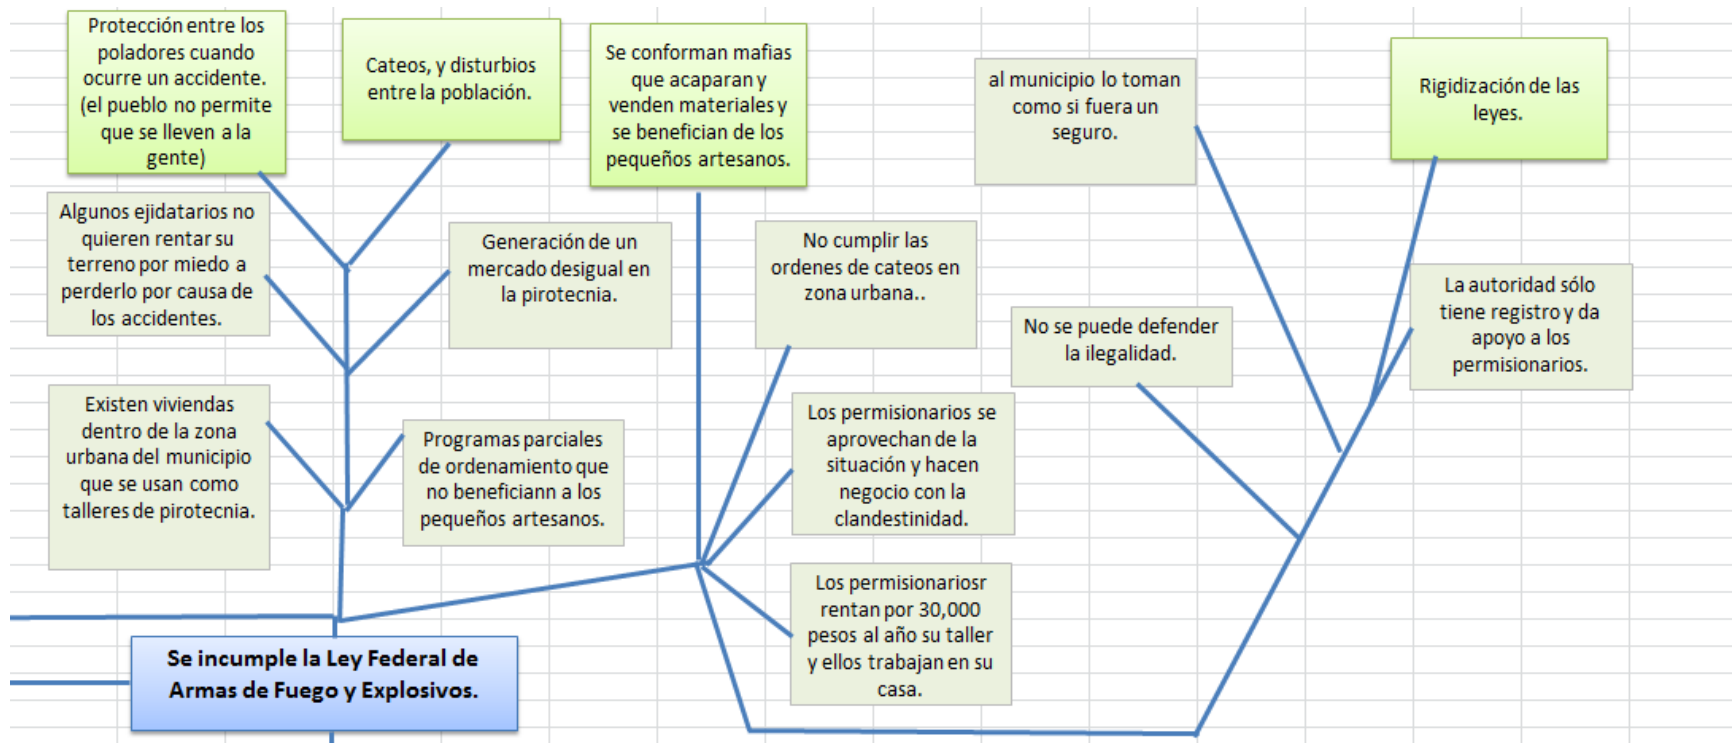 Protección entre los
poladores cuando
ocurre un accidente.
(el pueblo no permite
que se lleven a la
gente)
Cateos, y disturbios
entre la población.
Se conforman mafias
que acaparan y
venden materiales y
se benefician de los
pequeños artesanos.
al municipio lo toman
como si fuera un
seguro.
Rigidización de las
leyes.
Algunos ejidatarios no
quieren rentar su
terreno por miedo a
perderlo por causa de
los accidentes.
Generación de un
mercado desigual en
la pirotecnia.
No cumplir las
ordenes de cateos en
zona urbana..
No se puede defender
la ilegalidad.
La autoridad sólo
tiene registro y da
apoyo a los
permisionarios.
Existen viviendas
dentro de la zona
urbana del municipio
que se usan como
talleres de pirotecnia.
Programas parciales
de ordenamiento que
no beneficiann a los
pequeños artesanos.
Los permisionarios se
aprovechan de la
situación y hacen
negocio con la
clandestinidad.
Los permisionariosr
rentan por 30,000
pesos al año su taller
y ellos trabajan en su
casa.
Se incumple la Ley Federal de
Armas de Fuego y Explosivos.